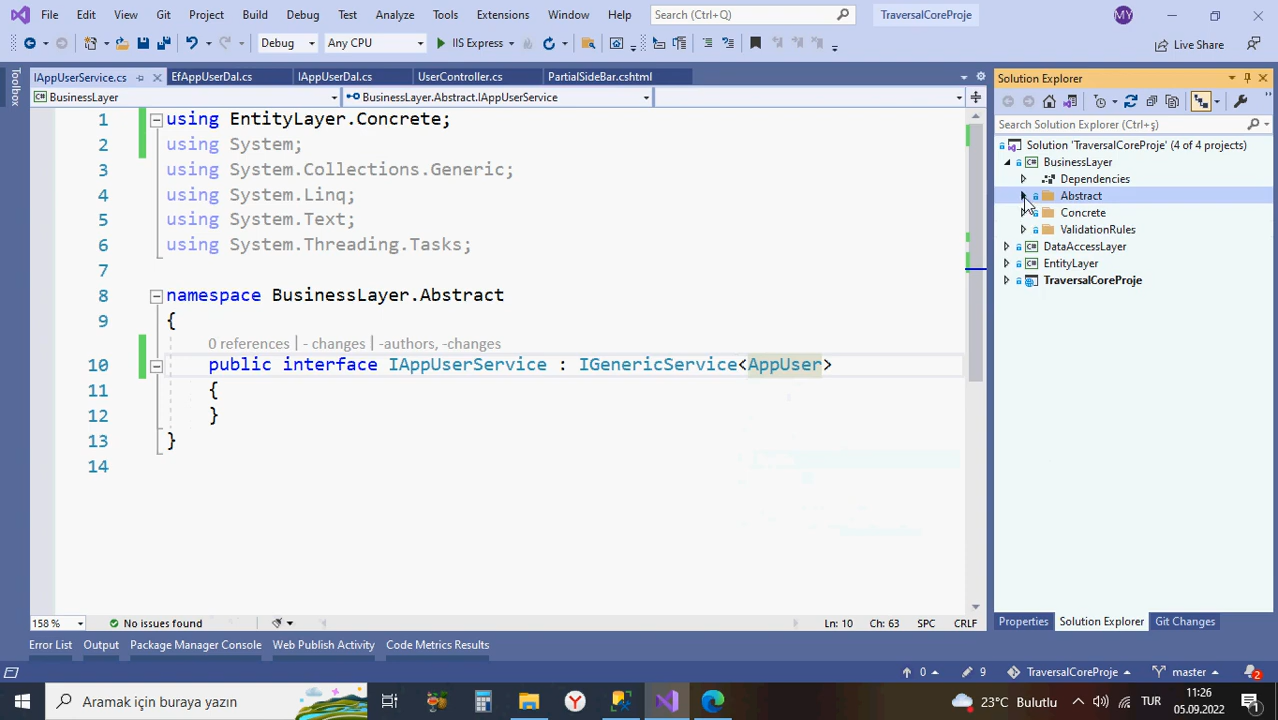 File Edit View Git Project Build Debug Test Analyze Tools Extensions Window Help Search (Ctrl+Q) TraversalCoreProje MY
Debug Any CPU IIS Express Live Share
Toolbox
IAppUserService.cs EfAppUserDal.cs IAppUserDal.cs UserController.cs PartialSideBar.cshtml
BusinessLayer BusinessLayer.Abstract.IAppUserService
1 using EntityLayer.Concrete;
2 using System;
3 using System.Collections.Generic;
4 using System.Linq;
5 using System.Text;
6 using System.Threading.Tasks;
7
8 namespace BusinessLayer.Abstract
9 {
0 references | - changes | -authors, -changes
10 public interface IAppUserService : IGenericService<AppUser>
11 {
12 }
13 }
14
158 % No issues found Ln: 10 Ch: 63 SPC CRLF
Solution Explorer
Search Solution Explorer (Ctrl+ş)
Solution 'TraversalCoreProje' (4 of 4 projects)
BusinessLayer
Dependencies
Abstract
Concrete
ValidationRules
DataAccessLayer
EntityLayer
TraversalCoreProje
Properties Solution Explorer Git Changes
Error List Output Package Manager Console Web Publish Activity Code Metrics Results
0 9 TraversalCoreProje master 2
Aramak için buraya yazın
23°C Bulutlu TUR 11:26
05.09.2022 1